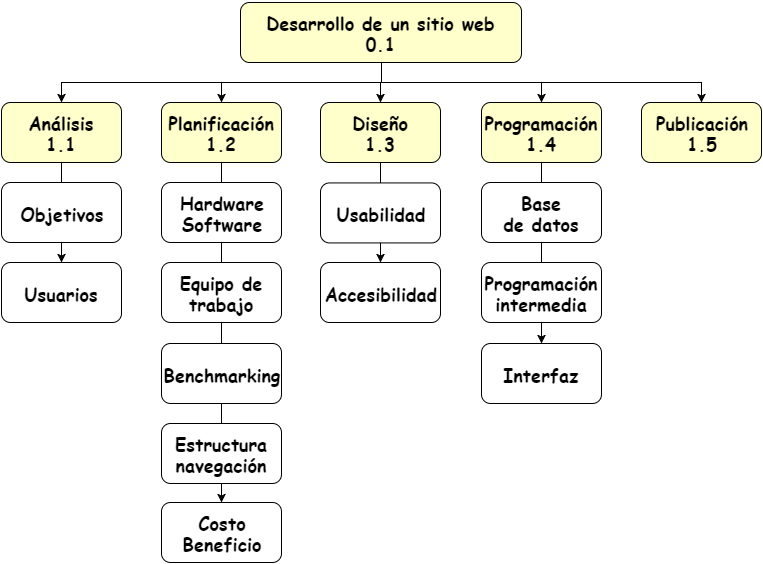 Desarrollo de un sitio web
0.1
Análisis
1.1
Planificación
1.2
Diseño
1.3
Programación
1.4
Publicación
1.5
Objetivos
Usuarios
Hardware
Software
Equipo de
trabajo
Benchmarking
Estructura
navegación
Costo
Beneficio
Usabilidad
Accesibilidad
Base
de datos
Programación
intermedia
Interfaz